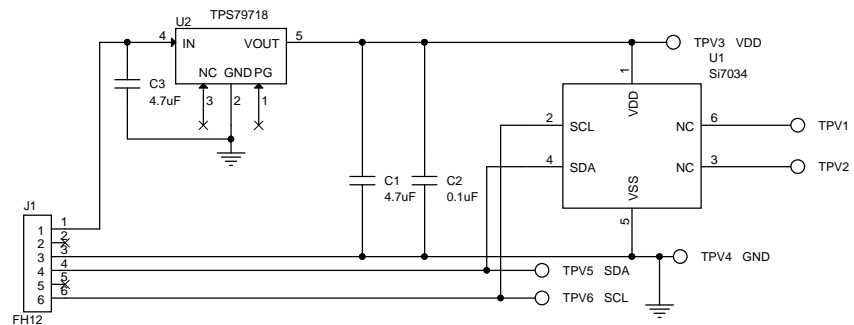 TPS79718
U2
4 IN VOUT 5
NC GND PG
3 2 1
C3
4.7uF
TPV3 VDD
U1
Si7034
1
VDD
2 SCL NC 6 TPV1
4 SDA NC 3 TPV2
VSS
5
C1
4.7uF
C2
0.1uF
J1
1 1
2 2
3 3
4 4
5 5
6 6
FH12
TPV4 GND
TPV5 SDA
TPV6 SCL